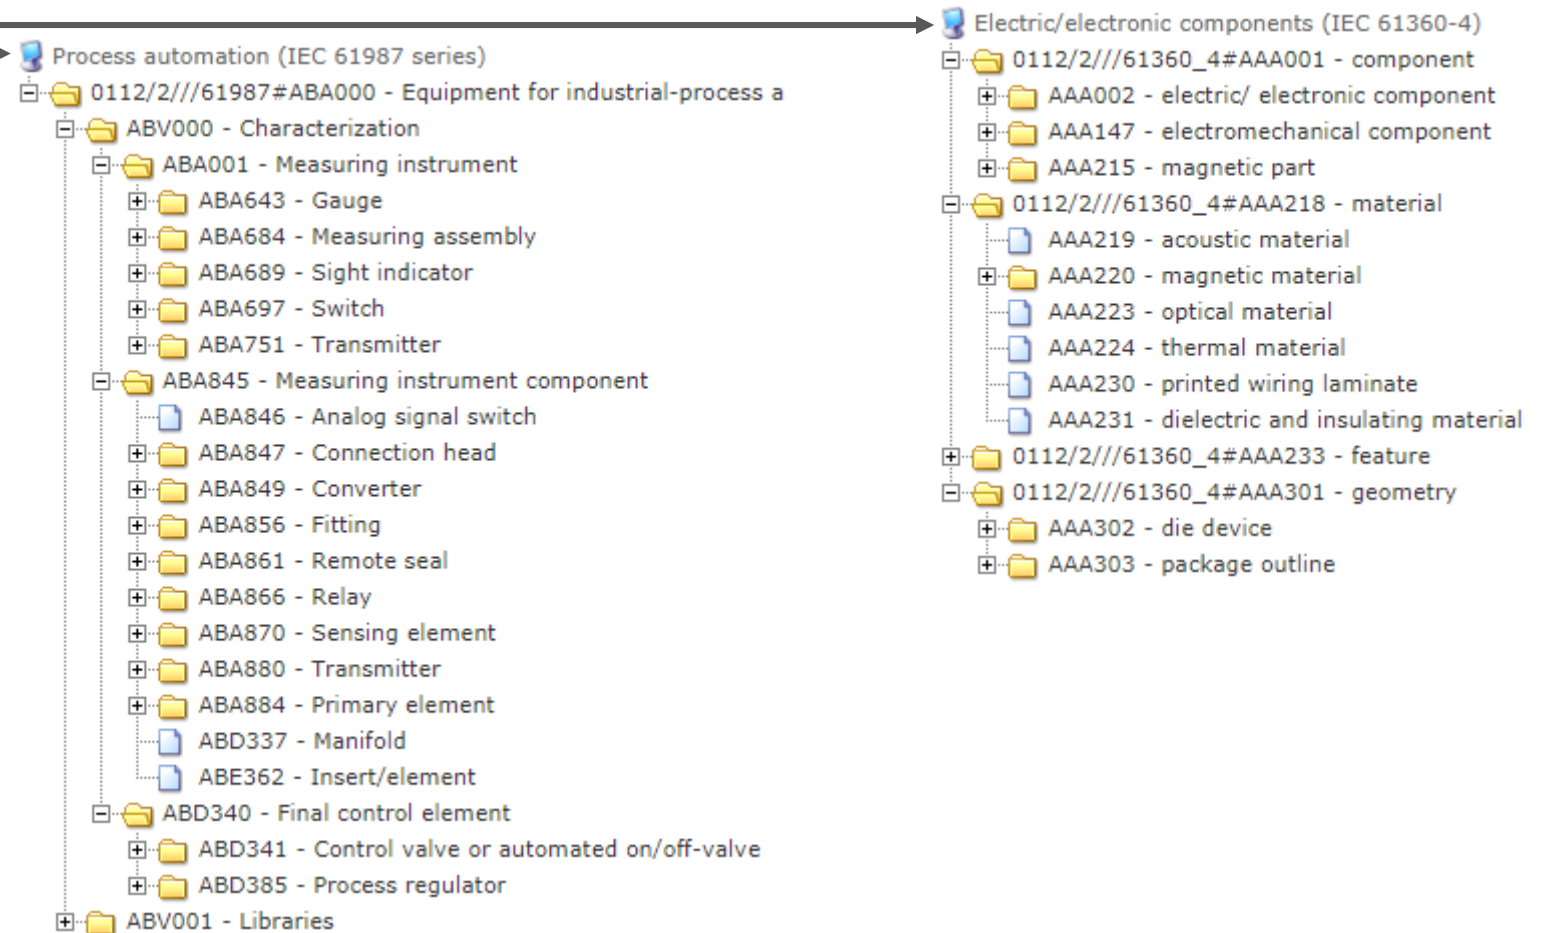 Process automation (IEC 61987 series)
0112/2///61987#ABA000 - Equipment for industrial-process a
ABV000 - Characterization
ABA001 - Measuring instrument
ABA643 - Gauge
ABA684 - Measuring assembly
ABA689 - Sight indicator
ABA697 - Switch
ABA751 - Transmitter
ABA845 - Measuring instrument component
ABA846 - Analog signal switch
ABA847 - Connection head
ABA849 - Converter
ABA856 - Fitting
ABA861 - Remote seal
ABA866 - Relay
ABA870 - Sensing element
ABA880 - Transmitter
ABA884 - Primary element
ABD337 - Manifold
ABE362 - Insert/element
ABD340 - Final control element
ABD341 - Control valve or automated on/off-valve
ABD385 - Process regulator
ABV001 - Libraries
Electric/electronic components (IEC 61360-4)
0112/2///61360_4#AAA001 - component
AAA002 - electric/ electronic component
AAA147 - electromechanical component
AAA215 - magnetic part
0112/2///61360_4#AAA218 - material
AAA219 - acoustic material
AAA220 - magnetic material
AAA223 - optical material
AAA224 - thermal material
AAA230 - printed wiring laminate
AAA231 - dielectric and insulating material
0112/2///61360_4#AAA233 - feature
0112/2///61360_4#AAA301 - geometry
AAA302 - die device
AAA303 - package outline